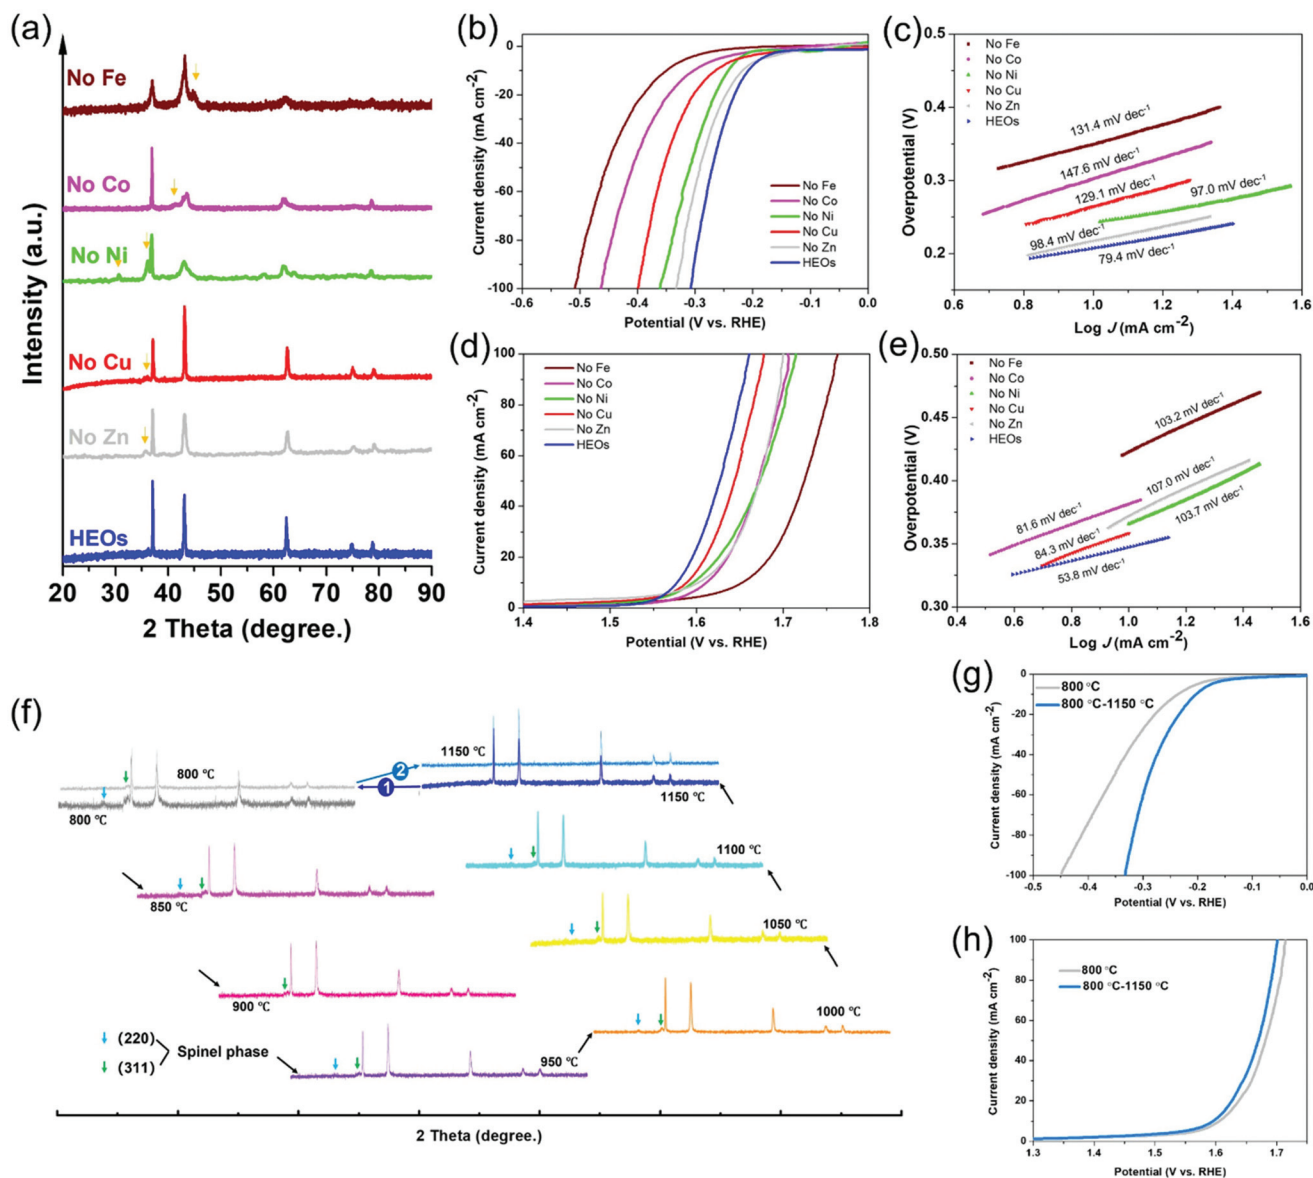 (a)
No Fe
No Co
No Ni
No Cu
No Zn
HEOs
Intensity (a.u.)
20 30 40 50 60 70 80 90
2 Theta (degree.)
(b)
0
-20
-40
-60
-80
-100
Current density (mA cm-2)
No Fe
No Co
No Ni
No Cu
No Zn
HEOs
-0.6 -0.5 -0.4 -0.3 -0.2 -0.1 0.0
Potential (V vs. RHE)
(c)
0.5
0.4
0.3
0.2
Overpotential (V)
No Fe
No Co
No Ni
No Cu
No Zn
HEOs
131.4 mV dec-1
147.6 mV dec-1
129.1 mV dec-1
97.0 mV dec-1
98.4 mV dec-1
79.4 mV dec-1
0.6 0.8 1.0 1.2 1.4 1.6
Log J (mA cm-2)
(d)
100
80
60
40
20
0
Current density (mA cm-2)
No Fe
No Co
No Ni
No Cu
No Zn
HEOs
1.4 1.5 1.6 1.7 1.8
Potential (V vs. RHE)
(e)
0.50
0.45
0.40
0.35
0.30
Overpotential (V)
No Fe
No Co
No Ni
No Cu
No Zn
HEOs
103.2 mV dec-1
107.0 mV dec-1
81.6 mV dec-1
103.7 mV dec-1
84.3 mV dec-1
53.8 mV dec-1
0.4 0.6 0.8 1.0 1.2 1.4 1.6
Log J (mA cm-2)
(f)
800 °C
800 °C
2
1
1150 °C
1150 °C
1100 °C
850 °C
1050 °C
900 °C
1000 °C
950 °C
(220)
(311)
Spinel phase
2 Theta (degree.)
(g)
0
-20
-40
-60
-80
-100
Current density (mA cm-2)
800 °C
800 °C-1150 °C
-0.5 -0.4 -0.3 -0.2 -0.1 0.0
Potential (V vs. RHE)
(h)
100
80
60
40
20
0
Current density (mA cm-2)
800 °C
800 °C-1150 °C
1.3 1.4 1.5 1.6 1.7
Potential (V vs. RHE)